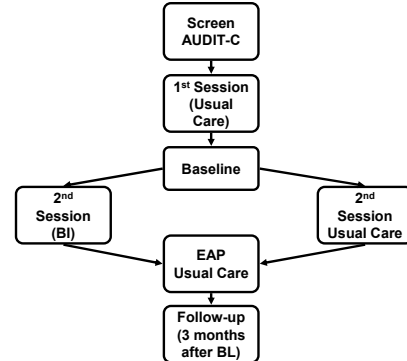 Screen
AUDIT-C
1st Session
(Usual
Care)
Baseline
2nd
Session
(BI)
2nd
Session
Usual Care
EAP
Usual Care
Follow-up
(3 months
after BL)